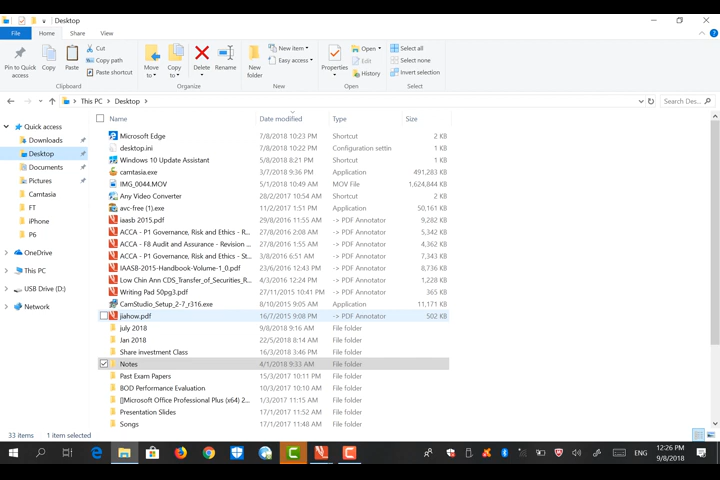 Desktop
File Home Share View
Pin to Quick access
Copy
Paste
Cut
Copy path
Paste shortcut
Clipboard
Move to
Copy to
Delete
Rename
Organize
New folder
New item
Easy access
New
Properties
Open
Edit
History
Open
Select all
Select none
Invert selection
Select
This PC > Desktop >
Search Des...
Quick access
Downloads
Desktop
Documents
Pictures
Camtasia
FT
iPhone
P6
OneDrive
This PC
USB Drive (D:)
Network
Name Date modified Type Size
Microsoft Edge 7/8/2018 10:23 PM Shortcut 2 KB
desktop.ini 7/8/2018 10:22 PM Configuration settin 1 KB
Windows 10 Update Assistant 5/8/2018 8:21 PM Shortcut 1 KB
camtasia.exe 3/7/2018 9:36 PM Application 491,283 KB
IMG_0044.MOV 5/1/2018 10:49 AM MOV File 1,624,844 KB
Any Video Converter 28/2/2017 10:54 AM Shortcut 2 KB
avc-free (1).exe 11/2/2017 1:51 PM Application 50,161 KB
iaasb 2015.pdf 29/8/2016 11:55 AM -> PDF Annotator 9,282 KB
ACCA - P1 Governance, Risk and Ethics - R... 27/8/2016 2:08 AM -> PDF Annotator 5,342 KB
ACCA - F8 Audit and Assurance - Revision ... 27/8/2016 1:55 AM -> PDF Annotator 4,362 KB
ACCA - P1 Governance, Risk and Ethics - St... 3/8/2016 6:51 AM -> PDF Annotator 7,343 KB
IAASB-2015-Handbook-Volume-1_0.pdf 23/6/2016 12:43 PM -> PDF Annotator 8,736 KB
Low Chin Ann CDS_Transfer_of_Securities_R... 4/3/2016 12:24 PM -> PDF Annotator 1,228 KB
Writing Pad 50pg3.pdf 27/11/2015 10:41 PM -> PDF Annotator 365 KB
CamStudio_Setup_2-7_r316.exe 8/10/2015 9:05 AM Application 11,171 KB
jiahow.pdf 16/7/2015 9:08 PM -> PDF Annotator 502 KB
july 2018 9/8/2018 9:16 AM File folder
Jan 2018 22/5/2018 8:14 AM File folder
Share investment Class 16/3/2018 3:46 PM File folder
Notes 4/1/2018 9:33 AM File folder
Past Exam Papers 15/3/2017 10:11 PM File folder
BOD Performance Evaluation 10/3/2017 10:10 AM File folder
[]Microsoft Office Professional Plus (x64) 2... 1/3/2017 11:15 AM File folder
Presentation Slides 17/1/2017 11:52 AM File folder
Songs 17/1/2017 11:48 AM File folder
33 items 1 item selected
ENG
12:26 PM
9/8/2018